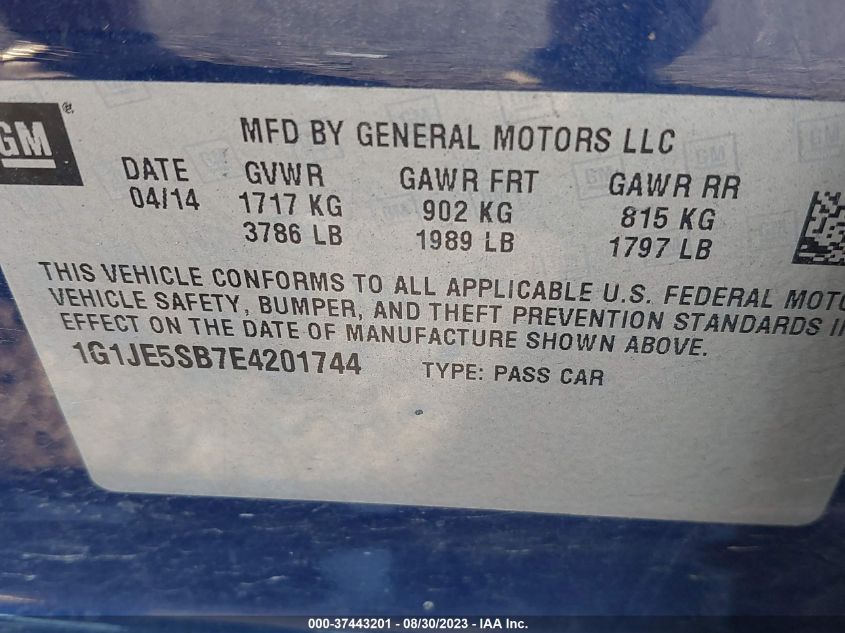 GM®
MFD BY GENERAL MOTORS LLC
DATE GVWR GAWR FRT GAWR RR
04/14 1717 KG 902 KG 815 KG
3786 LB 1989 LB 1797 LB
THIS VEHICLE CONFORMS TO ALL APPLICABLE U.S. FEDERAL MOTO
VEHICLE SAFETY, BUMPER, AND THEFT PREVENTION STANDARDS I
EFFECT ON THE DATE OF MANUFACTURE SHOWN ABOVE.
1G1JE5SB7E4201744 TYPE: PASS CAR
000-37443201 - 08/30/2023 - IAA Inc.